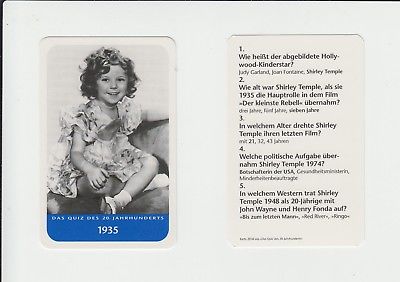 DAS QUIZ DES 20. JAHRHUNDERTS
1935
1.
Wie heißt der abgebildete Holly-
wood-Kinderstar?
Judy Garland, Joan Fontaine, Shirley Temple
2.
Wie alt war Shirley Temple, als sie
1935 die Hauptrolle in dem Film
»Der kleinste Rebell« übernahm?
drei Jahre, fünf Jahre, sieben Jahre
3.
In welchem Alter drehte Shirley
Temple ihren letzten Film?
mit 21, 32, 43 Jahren
4.
Welche politische Aufgabe über-
nahm Shirley Temple 1974?
Botschafterin der USA, Gesundheitsministerin,
Minderheitenbeauftragte
5.
In welchem Western trat Shirley
Temple 1948 als 20-Jährige mit
John Wayne und Henry Fonda auf?
»Bis zum letzten Mann«, »Red River«, »Ringo«